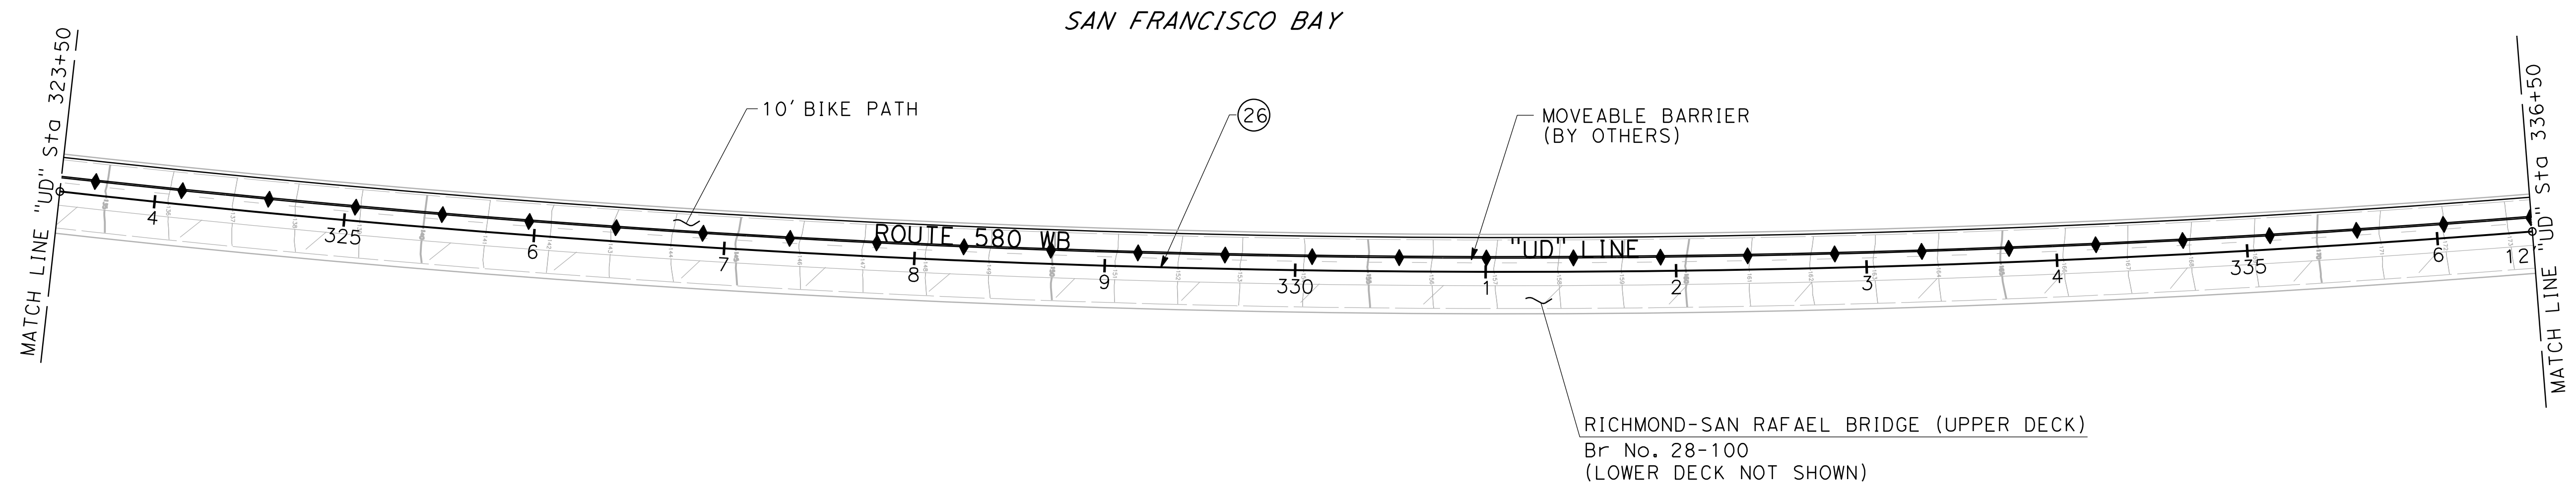 SAN FRANCISCO BAY
MATCH LINE "UD" Sta 323+50
10' BIKE PATH
26
MOVEABLE BARRIER
(BY OTHERS)
MATCH LINE "UD" Sta 336+50
ROUTE 580 WB
"UD" LINE
4
325
6
7
8
9
330
1
2
3
4
335
6
12
RICHMOND-SAN RAFAEL BRIDGE (UPPER DECK)
Br No. 28-100
(LOWER DECK NOT SHOWN)